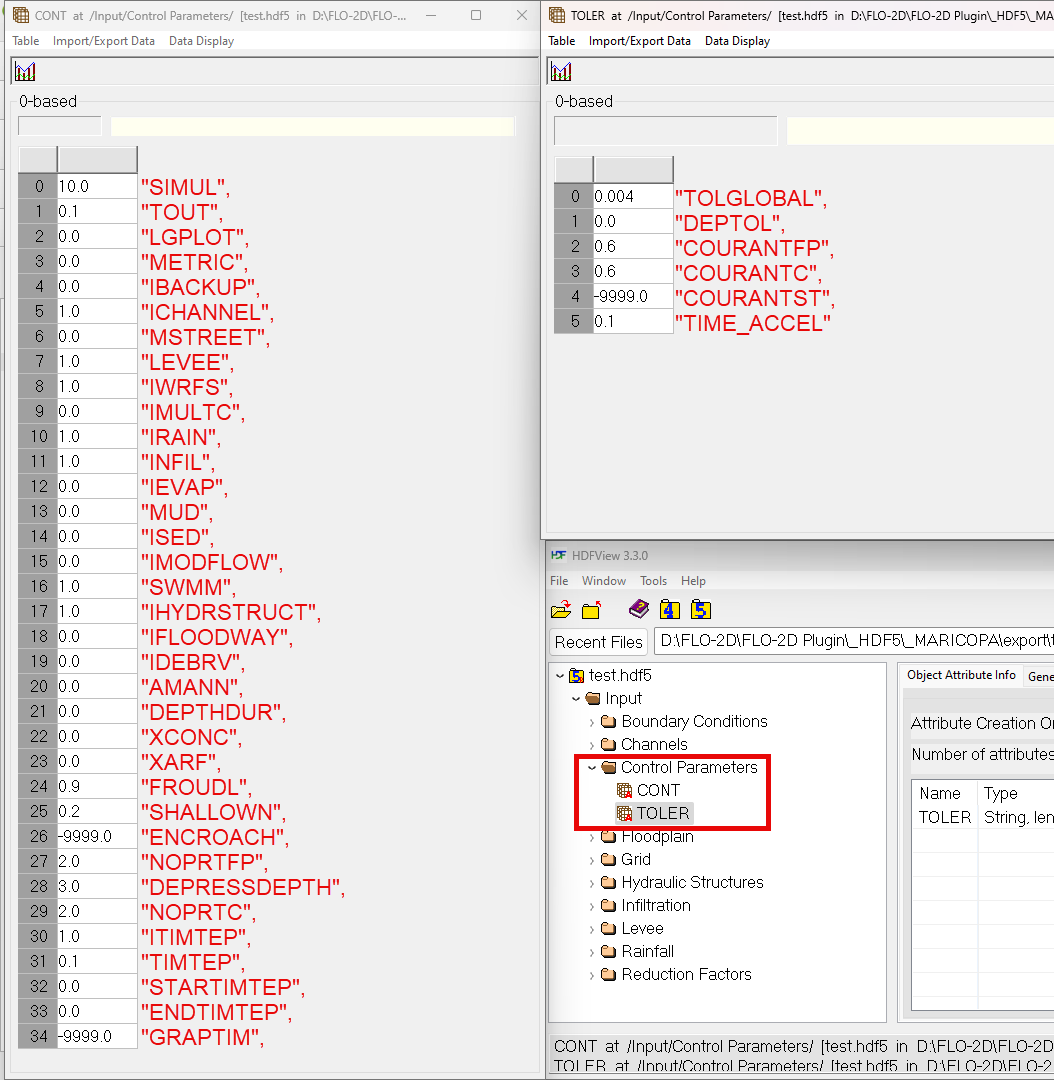 CONT at /Input/Control Parameters/ [test.hdf5 in D:\FLO-2D\FLO-...
Table Import/Export Data Data Display
0-based
0 10.0 "SIMUL",
1 0.1 "TOUT",
2 0.0 "LGPLOT",
3 0.0 "METRIC",
4 0.0 "IBACKUP",
5 1.0 "ICHANNEL",
6 0.0 "MSTREET",
7 1.0 "LEVEE",
8 1.0 "IWRFS",
9 0.0 "IMULTC",
10 1.0 "IRAIN",
11 1.0 "INFIL",
12 0.0 "IEVAP",
13 0.0 "MUD",
14 0.0 "ISED",
15 0.0 "IMODFLOW",
16 1.0 "SWMM",
17 1.0 "IHYDRSTRUCT",
18 0.0 "IFLOODWAY",
19 0.0 "IDEBRV",
20 0.0 "AMANN",
21 0.0 "DEPTHDUR",
22 0.0 "XCONC",
23 0.0 "XARF",
24 0.9 "FROUDL",
25 0.2 "SHALLOWN",
26 -9999.0 "ENCROACH",
27 2.0 "NOPRTFP",
28 3.0 "DEPRESSDEPTH",
29 2.0 "NOPRTC",
30 1.0 "ITIMTEP",
31 0.1 "TIMTEP",
32 0.0 "STARTIMTEP",
33 0.0 "ENDTIMTEP",
34 -9999.0 "GRAPTIM",
TOLER at /Input/Control Parameters/ [test.hdf5 in D:\FLO-2D\FLO-2D Plugin\_HDF5\_MA
Table Import/Export Data Data Display
0-based
0 0.004 "TOLGLOBAL",
1 0.0 "DEPTOL",
2 0.6 "COURANTFP",
3 0.6 "COURANTC",
4 -9999.0 "COURANTST",
5 0.1 "TIME_ACCEL"
HDF HDFView 3.3.0
File Window Tools Help
4 5
Recent Files D:\FLO-2D\FLO-2D Plugin\_HDF5\_MARICOPA\export\t
5 test.hdf5
Input
Boundary Conditions
Channels
Control Parameters
CONT
TOLER
Floodplain
Grid
Hydraulic Structures
Infiltration
Levee
Rainfall
Reduction Factors
Object Attribute Info Gene
Attribute Creation Or
Number of attributes
Name Type
TOLER String, len
CONT at /Input/Control Parameters/ [test.hdf5 in D:\FLO-2D\FLO-2D
TOLER at /Input/Control Parameters/ [test.hdf5 in D:\FLO-2D\FLO-2